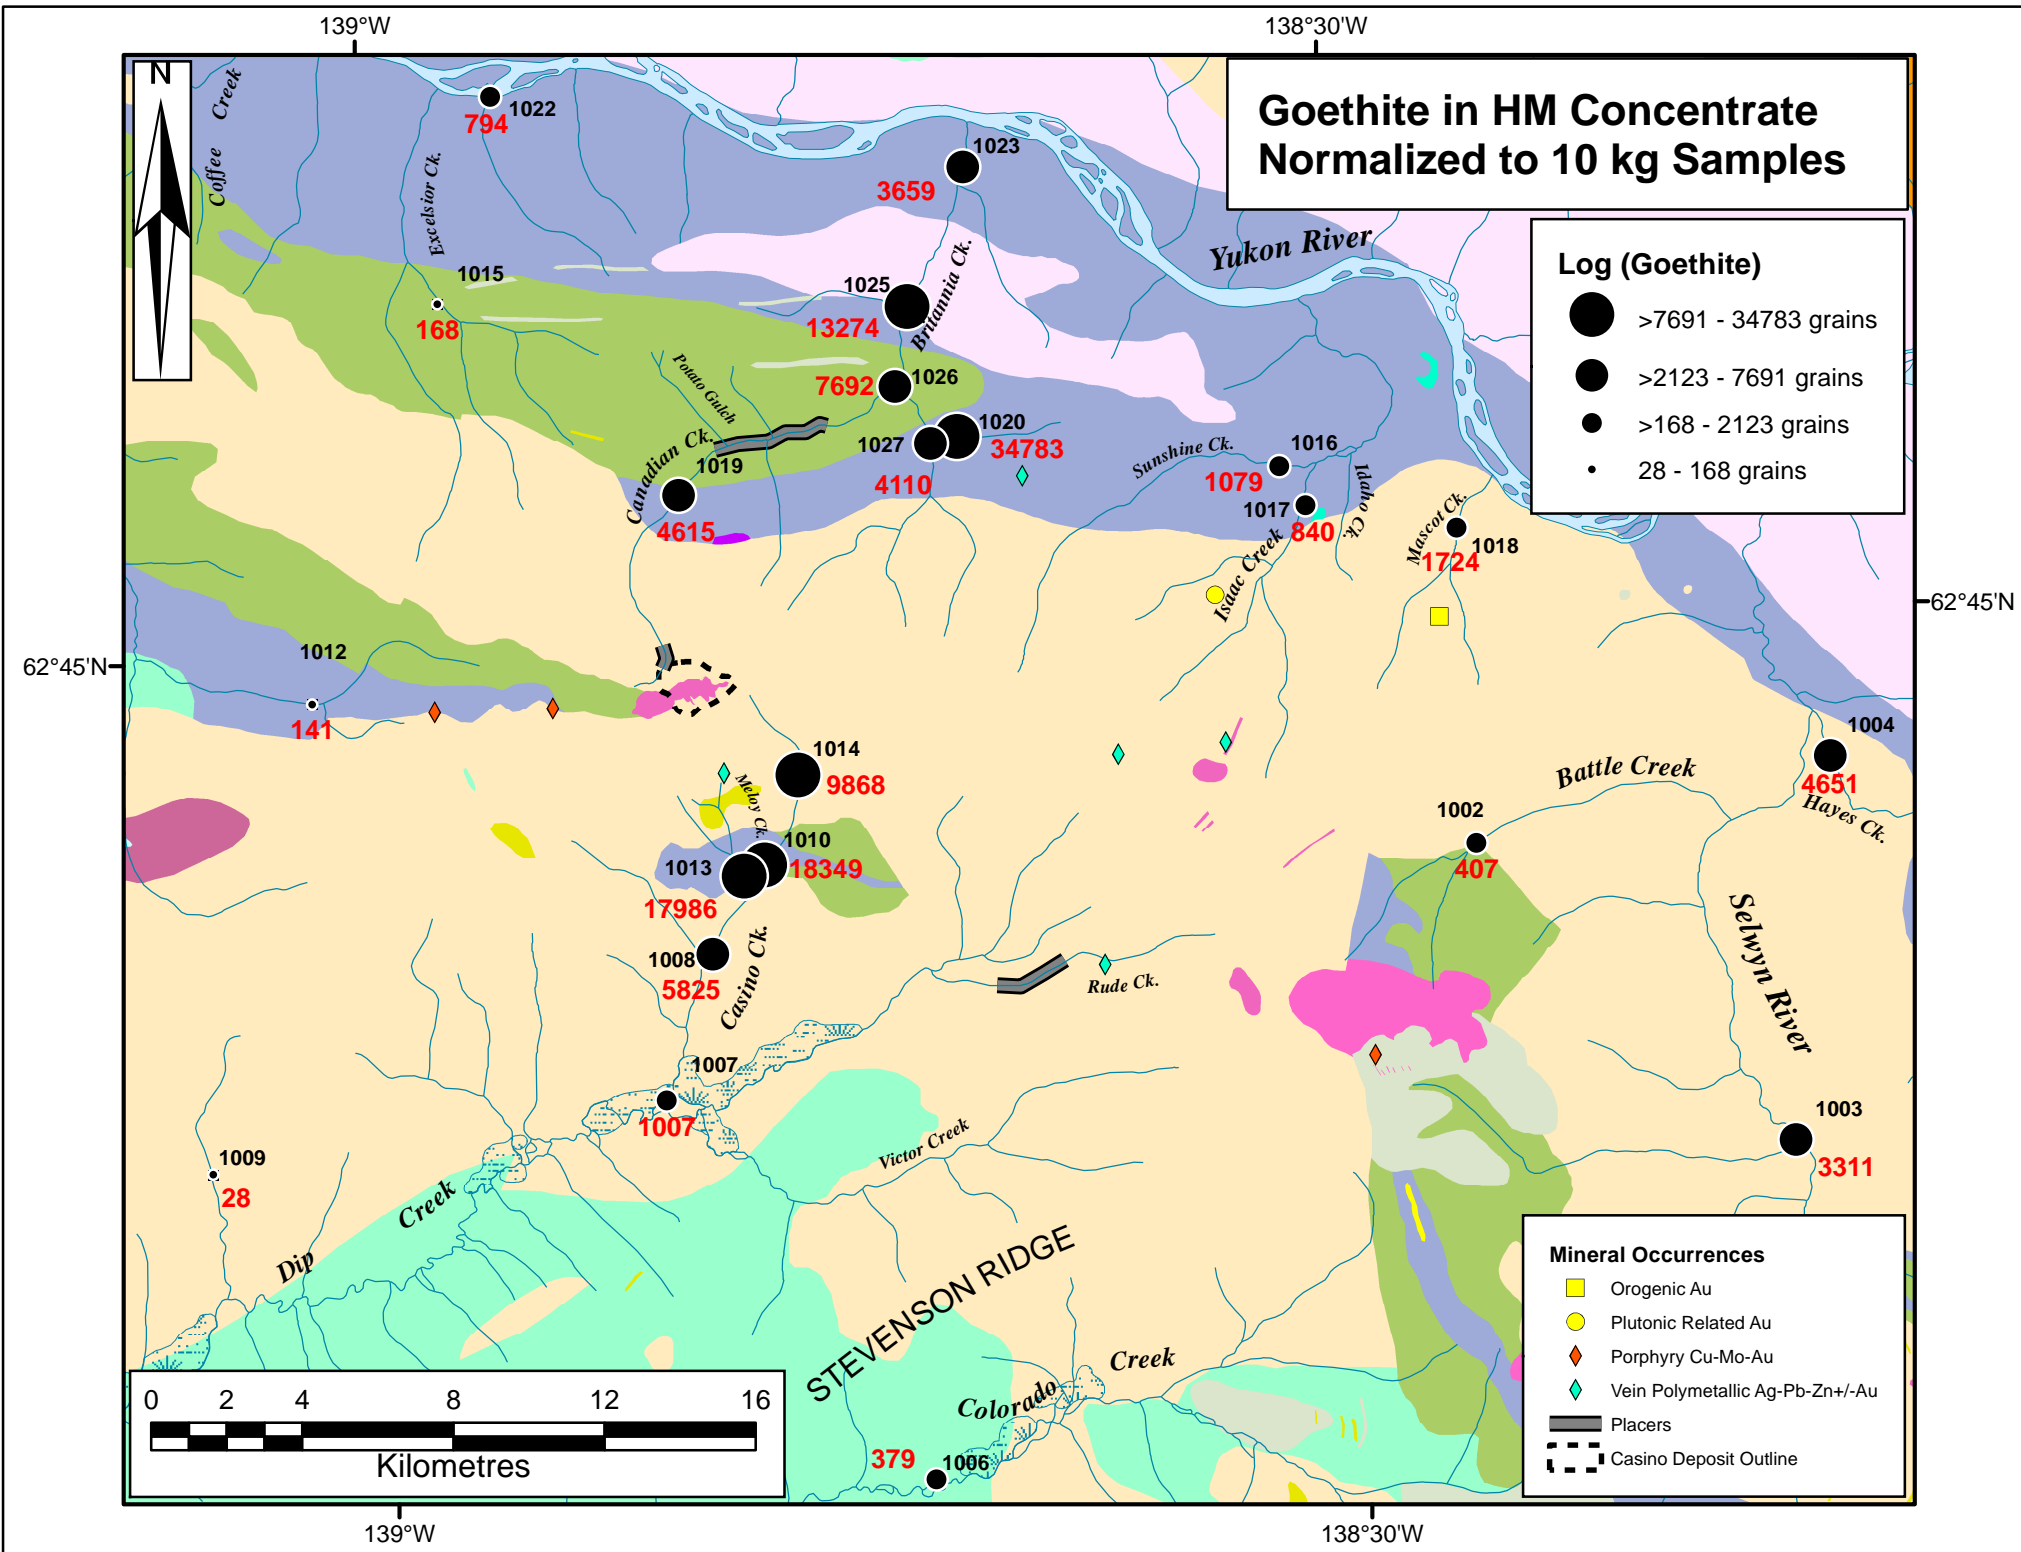 139°W
138°30'W
N
Goethite in HM Concentrate
Normalized to 10 kg Samples
Coffee Creek
1022
794
Excelsior Ck.
1023
3659
Yukon River
Log (Goethite)
>7691 - 34783 grains
>2123 - 7691 grains
>168 - 2123 grains
28 - 168 grains
1015
168
1025
13274
Britannia Ck.
Potato Gulch
7692
1026
1020
34783
1027
4110
Canadian Ck.
1019
4615
Sunshine Ck.
1016
1079
1017
840
Idaho Ck.
Isaac Creek
Mascot Ck.
1018
1724
62°45'N
62°45'N
1012
141
1014
9868
Meloy Ck.
1010
18349
1013
17986
1008
5825
Casino Ck.
Battle Creek
1004
4651
Hayes Ck.
1002
407
Selwyn River
Rude Ck.
1007
1007
1003
3311
1009
28
Victor Creek
Dip Creek
STEVENSON RIDGE
Colorado Creek
379
1006
Mineral Occurrences
Orogenic Au
Plutonic Related Au
Porphyry Cu-Mo-Au
Vein Polymetallic Ag-Pb-Zn+/-Au
Placers
Casino Deposit Outline
0 2 4 8 12 16
Kilometres
139°W
138°30'W